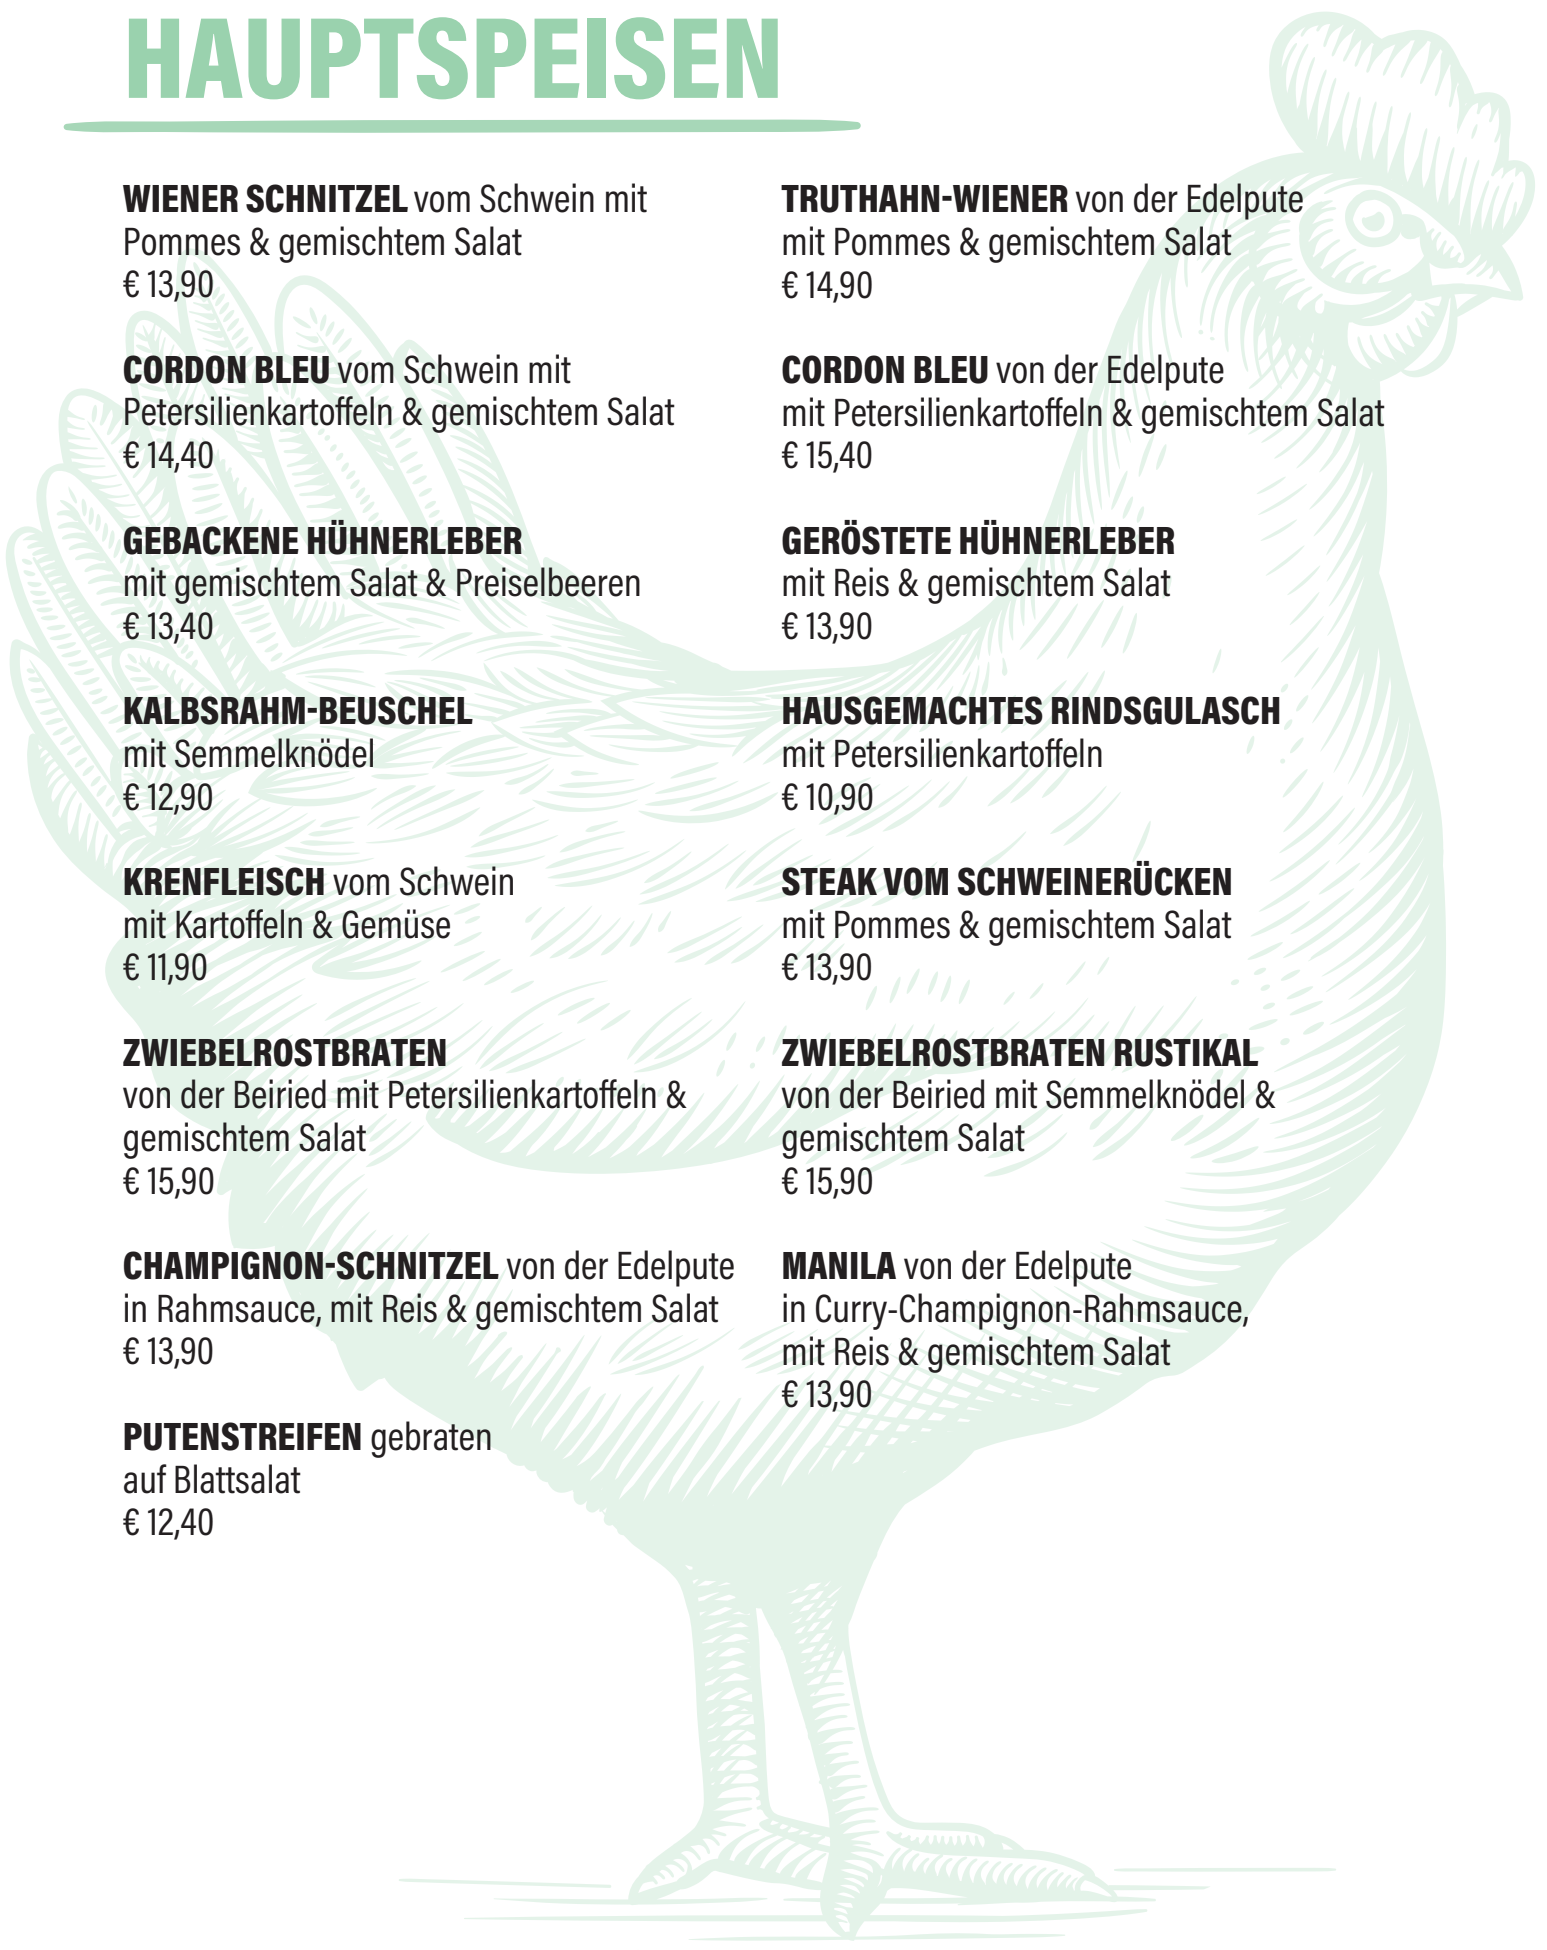 HAUPTSPEISEN
WIENER SCHNITZEL vom Schwein mit
Pommes & gemischtem Salat
€ 13,90
CORDON BLEU vom Schwein mit
Petersilienkartoffeln & gemischtem Salat
€ 14,40
GEBACKENE HÜHNERLEBER
mit gemischtem Salat & Preiselbeeren
€ 13,40
KALBSRAHM-BEUSCHEL
mit Semmelknödel
€ 12,90
KRENFLEISCH vom Schwein
mit Kartoffeln & Gemüse
€ 11,90
ZWIEBELROSTBRATEN
von der Beiried mit Petersilienkartoffeln &
gemischtem Salat
€ 15,90
CHAMPIGNON-SCHNITZEL von der Edelpute
in Rahmsauce, mit Reis & gemischtem Salat
€ 13,90
PUTENSTREIFEN gebraten
auf Blattsalat
€ 12,40
TRUTHAHN-WIENER von der Edelpute
mit Pommes & gemischtem Salat
€ 14,90
CORDON BLEU von der Edelpute
mit Petersilienkartoffeln & gemischtem Salat
€ 15,40
GERÖSTETE HÜHNERLEBER
mit Reis & gemischtem Salat
€ 13,90
HAUSGEMACHTES RINDSGULASCH
mit Petersilienkartoffeln
€ 10,90
STEAK VOM SCHWEINERÜCKEN
mit Pommes & gemischtem Salat
€ 13,90
ZWIEBELROSTBRATEN RUSTIKAL
von der Beiried mit Semmelknödel &
gemischtem Salat
€ 15,90
MANILA von der Edelpute
in Curry-Champignon-Rahmsauce,
mit Reis & gemischtem Salat
€ 13,90